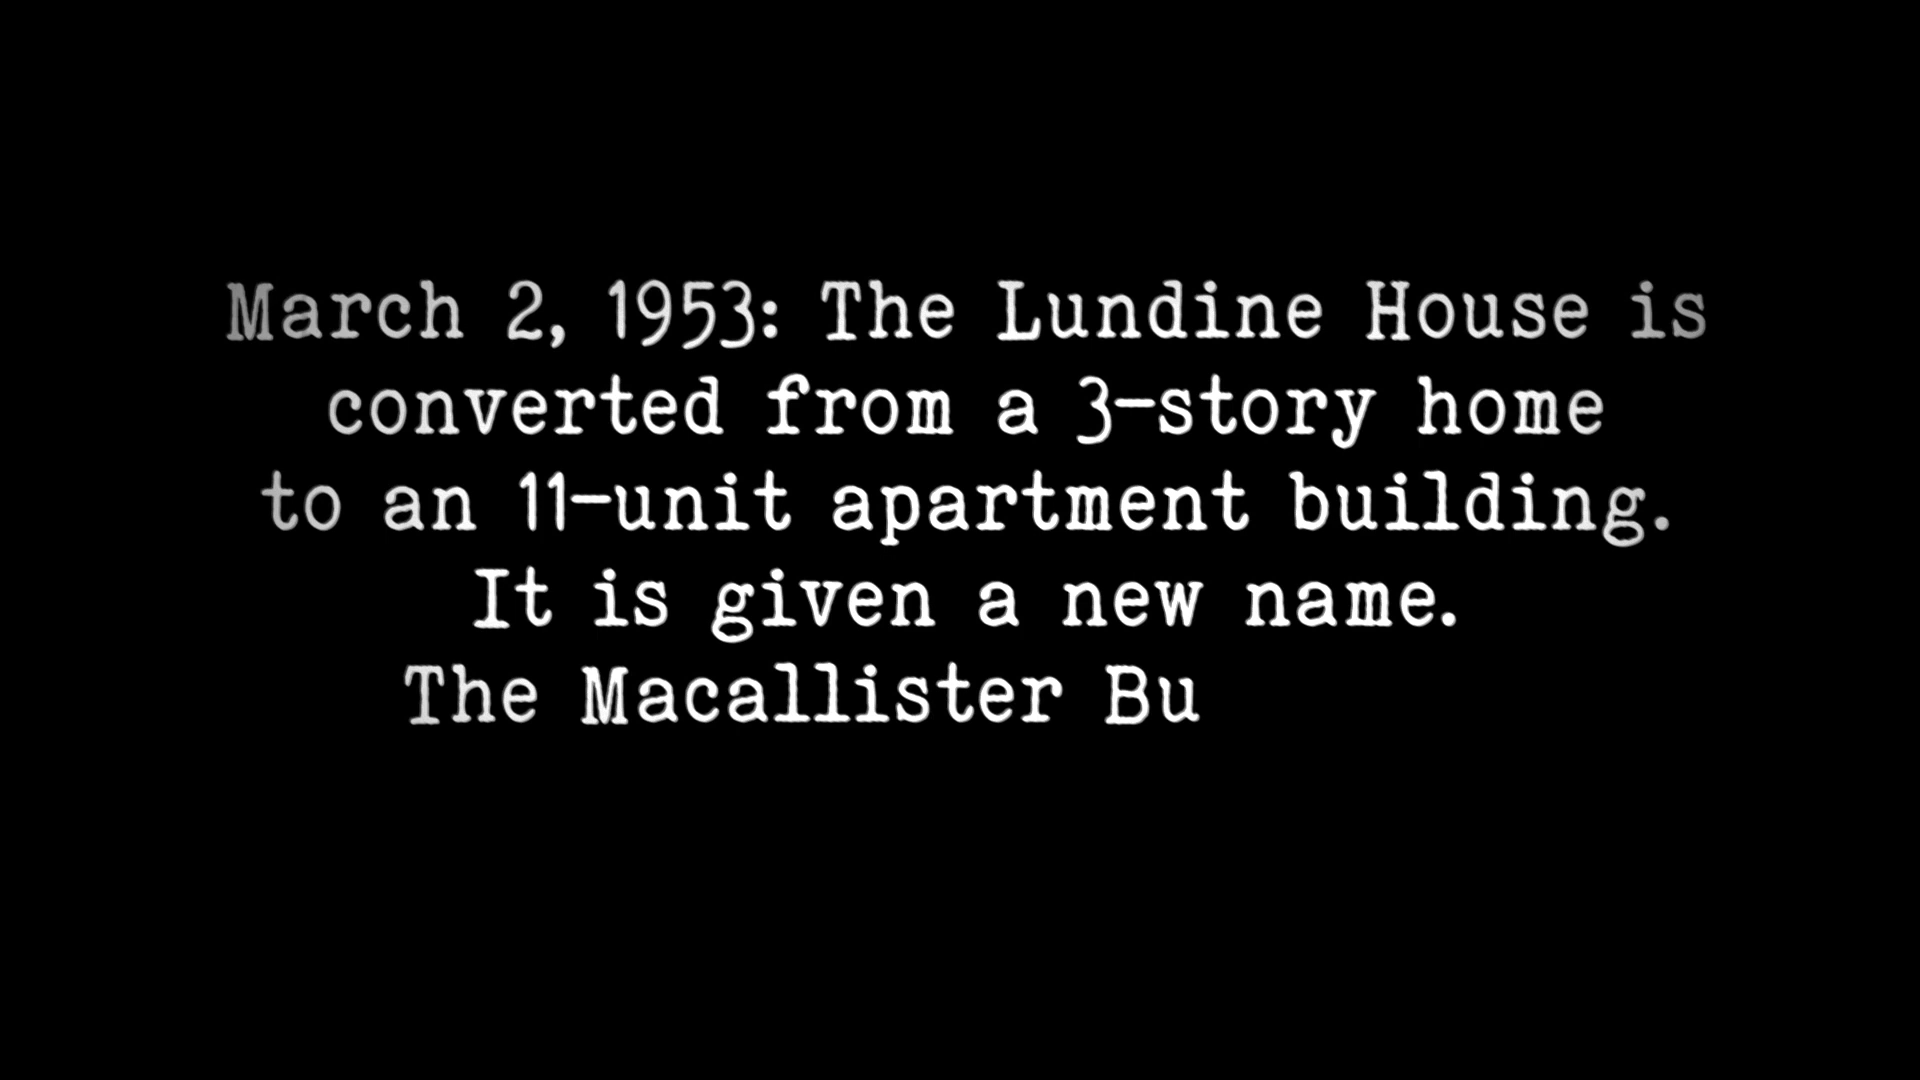 March 2, 1953: The Lundine House is
converted from a 3-story home
to an 11-unit apartment building.
It is given a new name.
The Macallister Bu